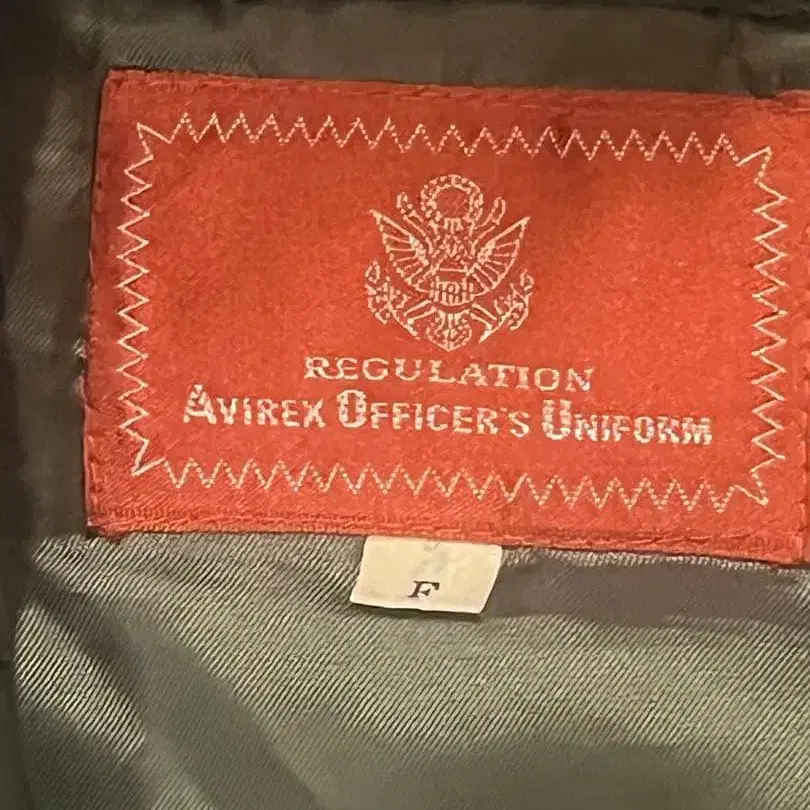 REGULATION
AVIREX OFFICER'S UNIFORM
F